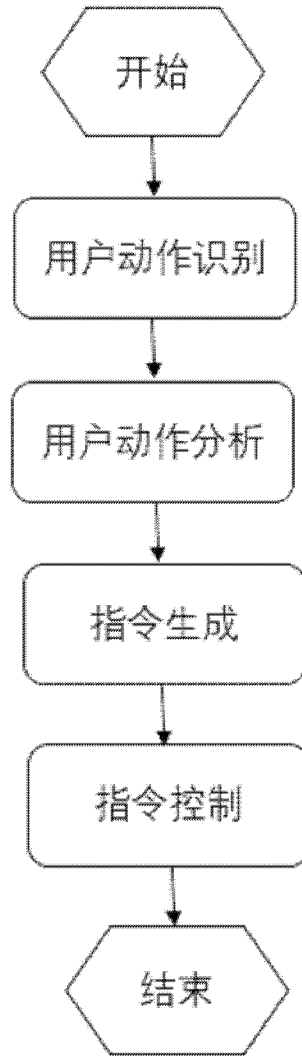 开始
用户动作识别
用户动作分析
指令生成
指令控制
结束